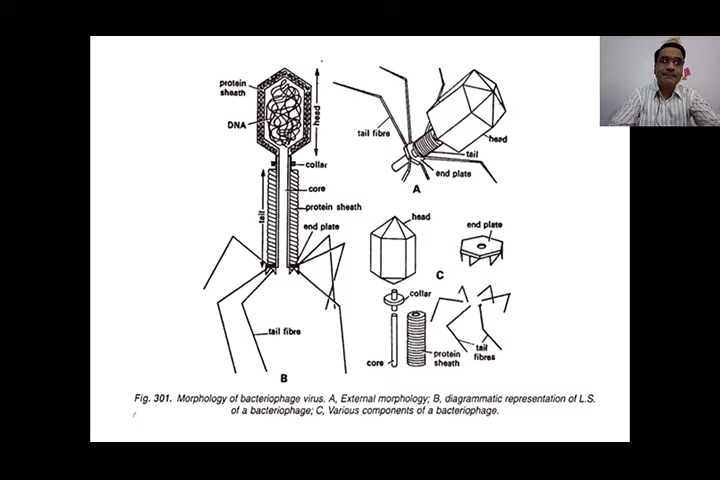 protein
sheath
DNA
head
collar
core
tail
protein sheath
end plate
tail fibre
B
tail fibre
head
tail
end plate
A
head
end plate
C
collar
core
protein
sheath
tail
fibres
Fig. 301. Morphology of bacteriophage virus. A, External morphology; B, diagrammatic representation of L.S.
of a bacteriophage; C, Various components of a bacteriophage.